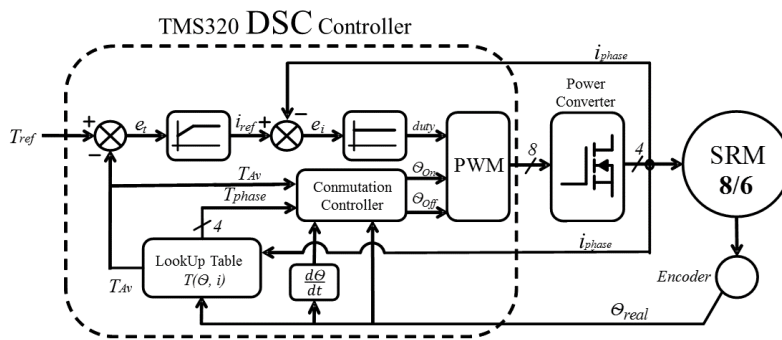 TMS320 DSC Controller
i_phase
Power
Converter
+
−
T_ref
e_t
i_ref
+
−
e_i
duty
PWM
8
4
SRM
8/6
T_Av
T_phase
Conmutation
Controller
Θ_On
Θ_Off
4
i_phase
LookUp Table
T(Θ, i)
T_Av
dΘ
dt
Encoder
Θ_real